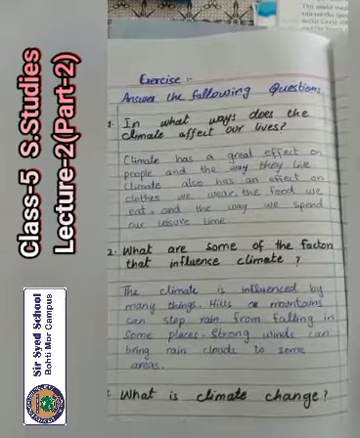 Class-5 S.Studies
Lecture-2(Part-2)
Sir Syed School
Bohti Mor Campus
Exercise :-
Answer the following Questions
1. In what ways does the
climate affect our lives?
Climate has a great effect on
people and the way they live
Climate also has an effect on
clothes we wear the food we
eat, and the way we spend
our leisure time.
2. What are some of the factors
that influence climate ?
The climate is influenced by
many things. Hills or mountains
can stop rain from falling in
some places. Strong winds can
bring rain clouds to some
areas.
What is climate change?